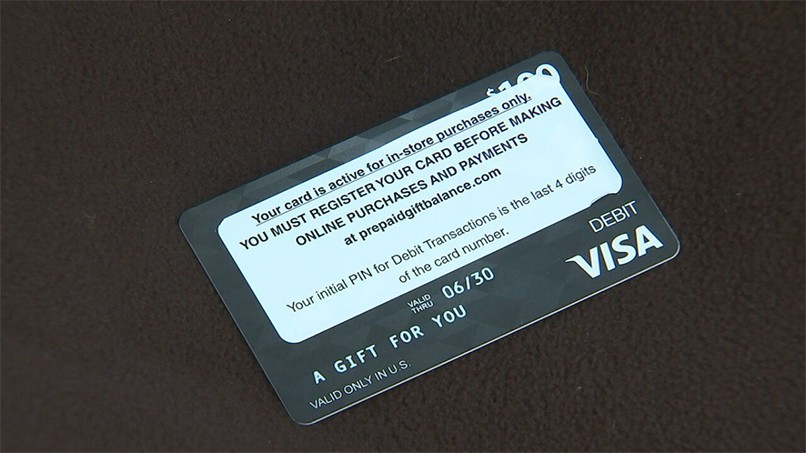 $100
Your card is active for in-store purchases only.
YOU MUST REGISTER YOUR CARD BEFORE MAKING
ONLINE PURCHASES AND PAYMENTS
at prepaidgiftbalance.com
Your initial PIN for Debit Transactions is the last 4 digits
of the card number.
DEBIT
VISA
VALID
THRU 06/30
A GIFT FOR YOU
VALID ONLY IN U.S.